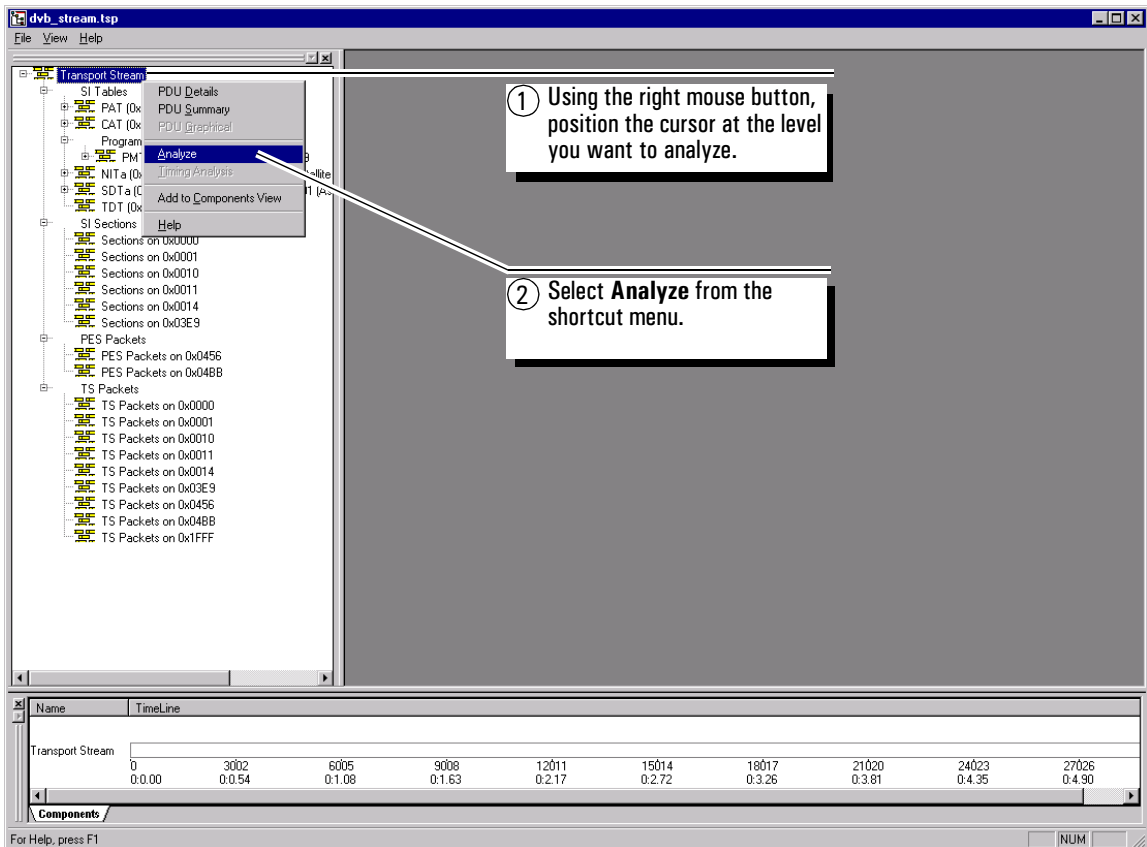 dvb_stream.tsp
File View Help
Transport Stream
SI Tables
PAT (0x
CAT (0x
Program
PMT
NITa (0x
SDTa (0
TDT (0x
PDU Details
PDU Summary
PDU Graphical
Analyze
Timing Analysis
Add to Components View
Help
SI Sections
Sections on 0x0000
Sections on 0x0001
Sections on 0x0010
Sections on 0x0011
Sections on 0x0014
Sections on 0x03E9
PES Packets
PES Packets on 0x0456
PES Packets on 0x04BB
TS Packets
TS Packets on 0x0000
TS Packets on 0x0001
TS Packets on 0x0010
TS Packets on 0x0011
TS Packets on 0x0014
TS Packets on 0x03E9
TS Packets on 0x0456
TS Packets on 0x04BB
TS Packets on 0x1FFF
1 Using the right mouse button,
position the cursor at the level
you want to analyze.
2 Select Analyze from the
shortcut menu.
Name TimeLine
Transport Stream
0 3002 6005 9008 12011 15014 18017 21020 24023 27026
0:0.00 0:0.54 0:1.08 0:1.63 0:2.17 0:2.72 0:3.26 0:3.81 0:4.35 0:4.90
Components
For Help, press F1
NUM